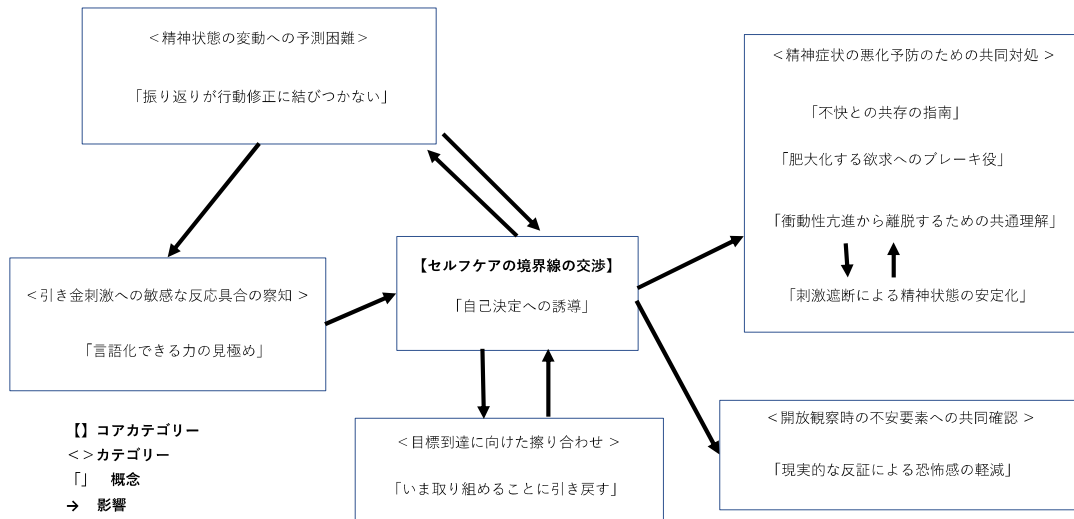 ＜精神状態の変動への予測困難＞
「振り返りが行動修正に結びつかない」
＜引き金刺激への敏感な反応具合の察知 ＞
「言語化できる力の見極め」
【セルフケアの境界線の交渉】
「自己決定への誘導」
＜目標到達に向けた擦り合わせ ＞
「いま取り組めることに引き戻す」
＜精神症状の悪化予防のための共同対処 ＞
「不快との共存の指南」
「肥大化する欲求へのブレーキ役」
「衝動性亢進から離脱するための共通理解」
「刺激遮断による精神状態の安定化」
＜開放観察時の不安要素への共同確認 ＞
「現実的な反証による恐怖感の軽減」
【】コアカテゴリー
＜＞カテゴリー
「」　概念
→　影響